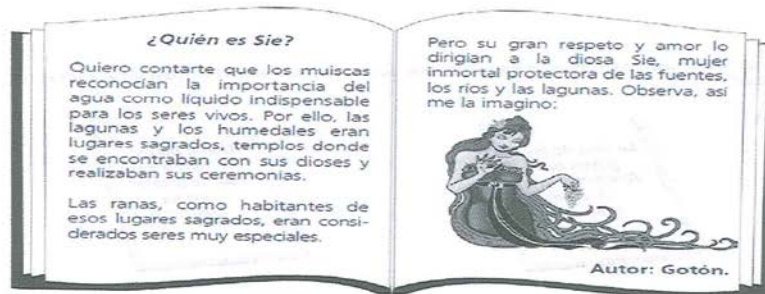 ¿Quién es Sie?
Quiero contarte que los muiscas
reconocían la importancia del
agua como líquido indispensable
para los seres vivos. Por ello, las
lagunas y los humedales eran
lugares sagrados, templos donde
se encontraban con sus dioses y
realizaban sus ceremonias.
Las ranas, como habitantes de
esos lugares sagrados, eran consi-
derados seres muy especiales.
Pero su gran respeto y amor lo
dirigían a la diosa Sie, mujer
inmortal protectora de las fuentes,
los ríos y las lagunas. Observa, así
me la imagino:
Autor: Gotón.